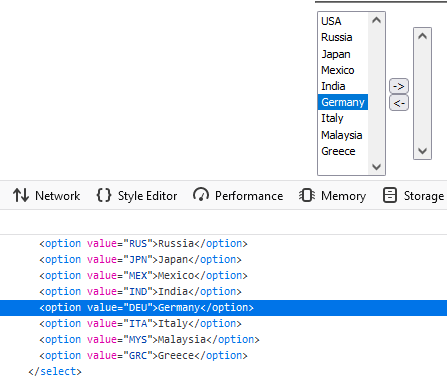 USA
Russia
Japan
Mexico
India
->
Germany
<-
Italy
Malaysia
Greece
Network
{} Style Editor
Performance
Memory
Storage
<option value="RUS">Russia</option>
<option value="JPN">Japan</option>
<option value="MEX">Mexico</option>
<option value="IND">India</option>
<option value="DEU">Germany</option>
<option value="ITA">Italy</option>
<option value="MYS">Malaysia</option>
<option value="GRC">Greece</option>
</select>